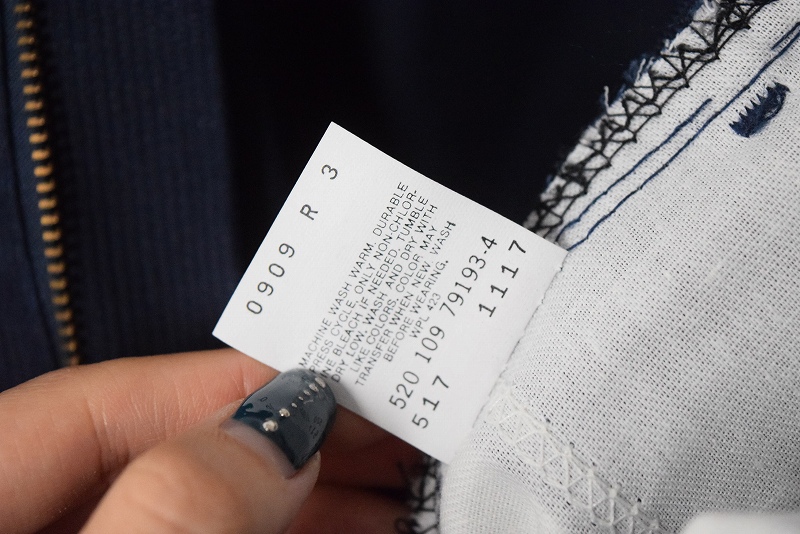 0909 R 3
MACHINE WASH WARM, DURABLE
PRESS CYCLE. ONLY NON-CHLOR-
INE BLEACH IF NEEDED. TUMBLE
DRY LOW. WASH AND DRY WITH
LIKE COLORS. COLOR MAY
TRANSFER WHEN NEW. WASH
BEFORE WEARING.
WPL 423
520 109 79193-4
517 1117